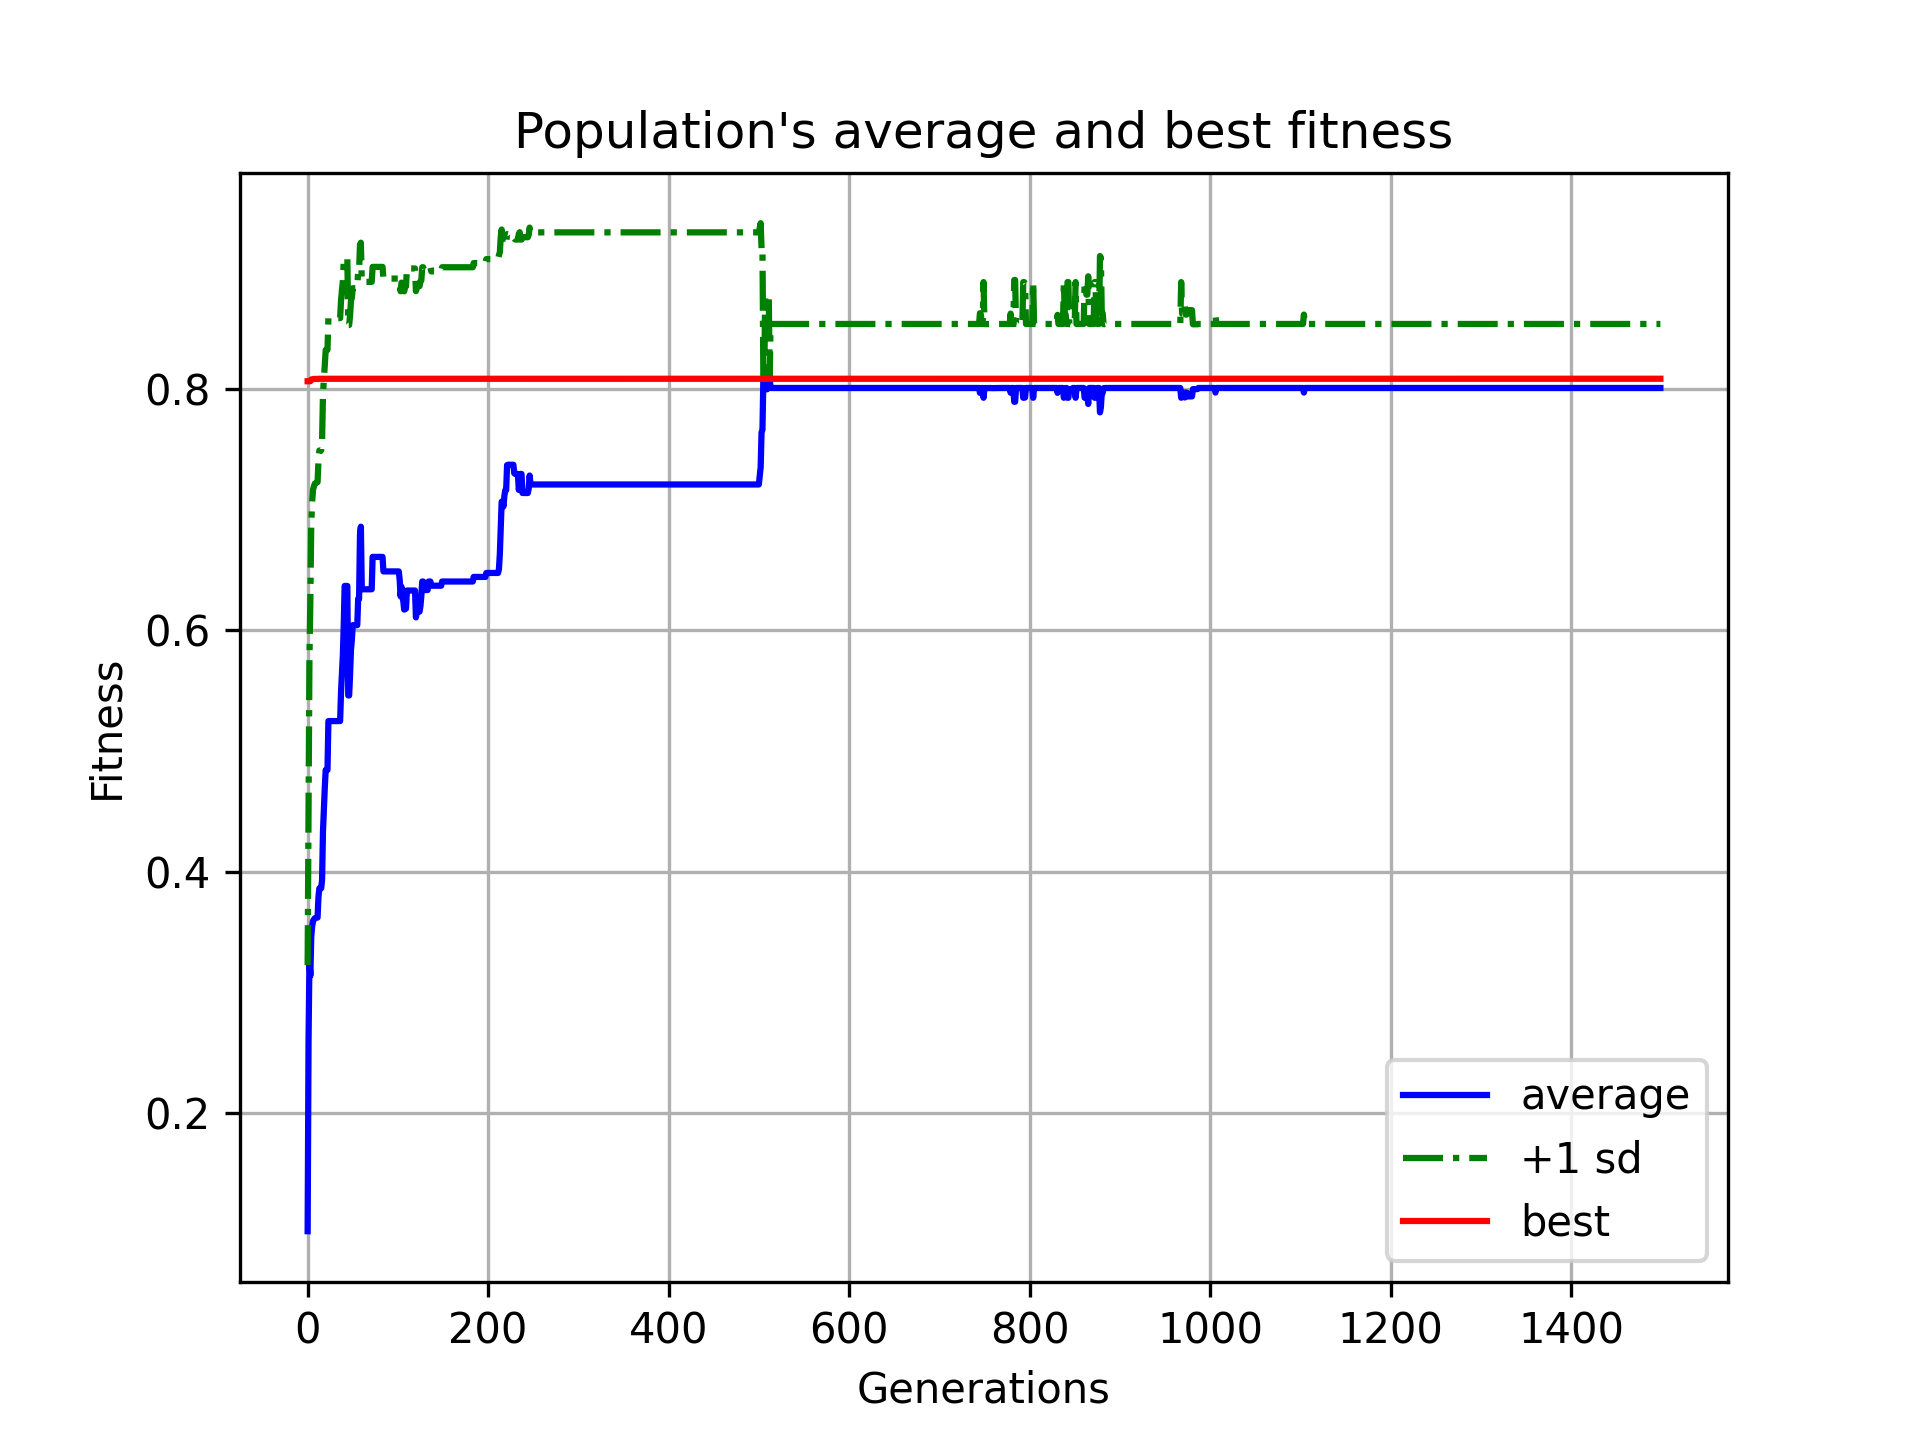 Population's average and best fitness
Fitness
0.8
0.6
0.4
0.2
0 200 400 600 800 1000 1200 1400
Generations
average
+1 sd
best